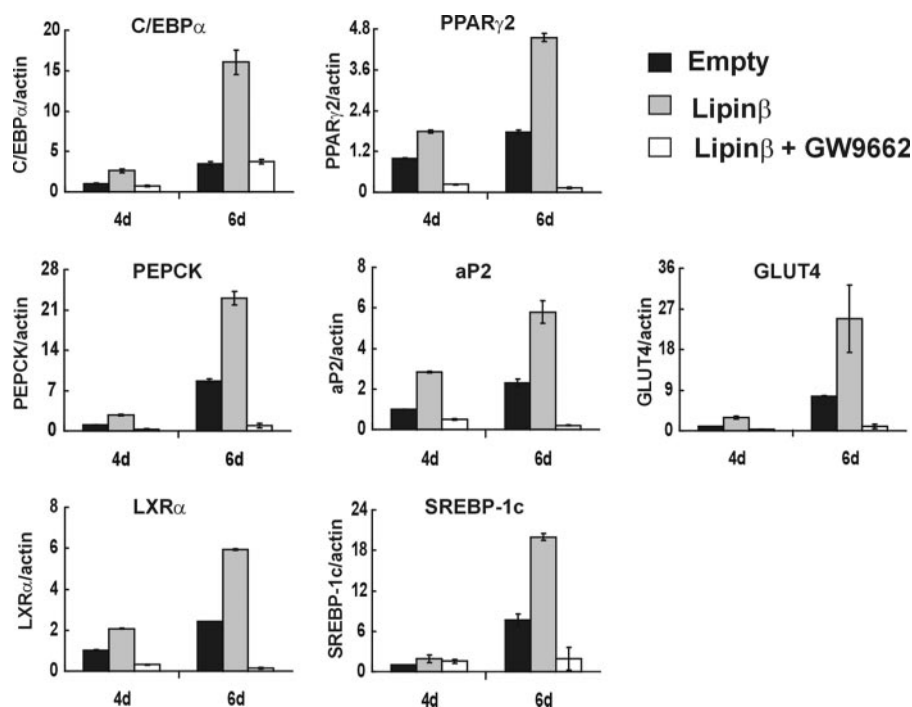 C/EBPα
C/EBPα/actin
20
15
10
5
0
4d
6d
PPARγ2
PPARγ2/actin
4.8
3.6
2.4
1.2
0
4d
6d
Empty
Lipinβ
Lipinβ + GW9662
PEPCK
PEPCK/actin
28
21
14
7
0
4d
6d
aP2
aP2/actin
8
6
4
2
0
4d
6d
GLUT4
GLUT4/actin
36
27
18
9
0
4d
6d
LXRα
LXRα/actin
8
6
4
2
0
4d
6d
SREBP-1c
SREBP-1c/actin
24
18
12
6
0
4d
6d